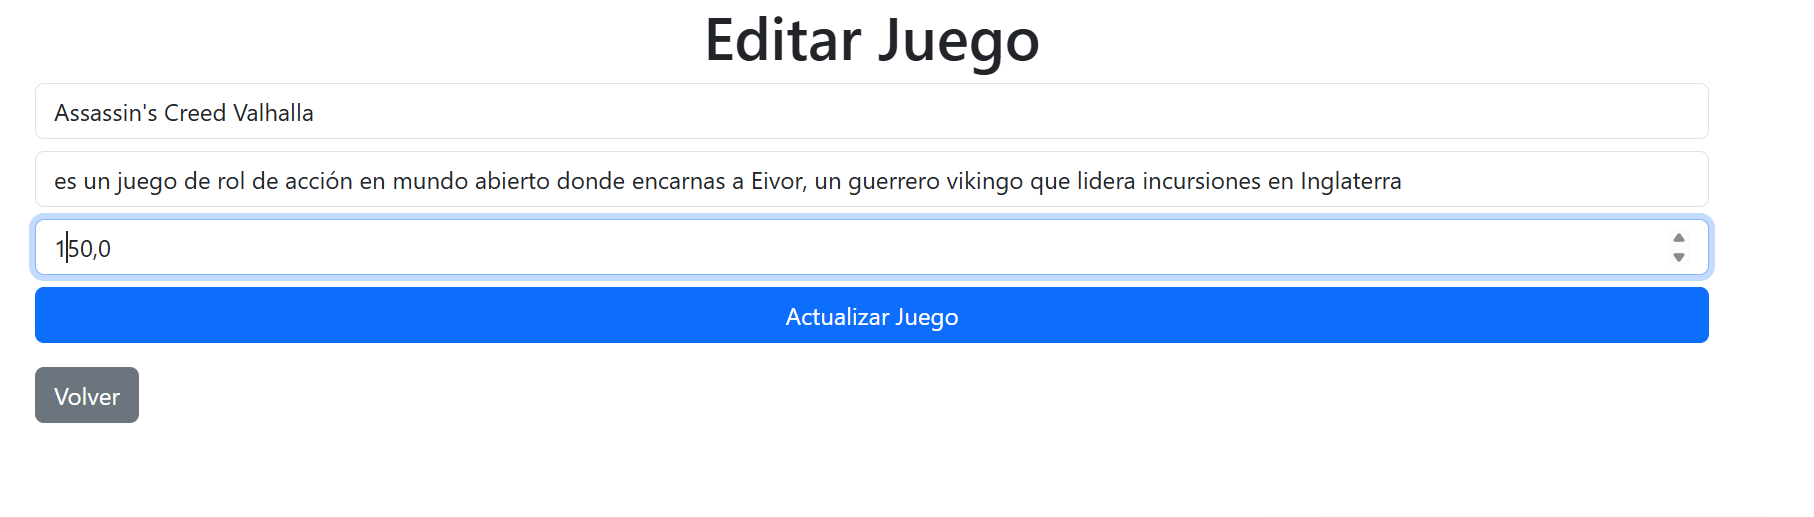 Editar Juego
Assassin's Creed Valhalla
es un juego de rol de acción en mundo abierto donde encarnas a Eivor, un guerrero vikingo que lidera incursiones en Inglaterra
150,0
Actualizar Juego
Volver